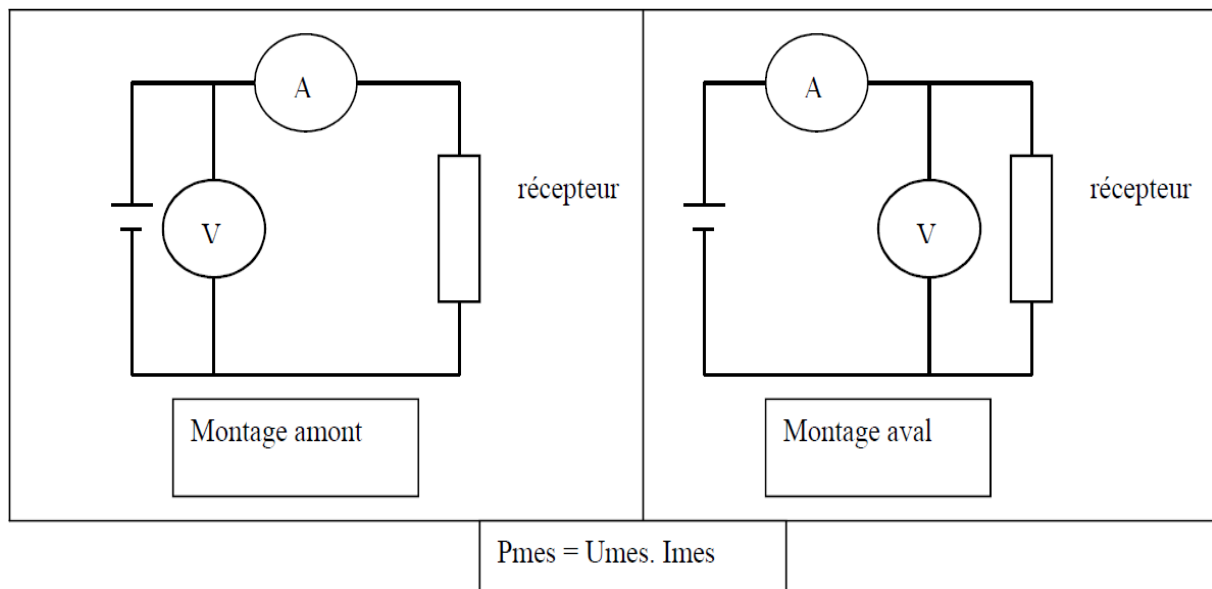 A
V
récepteur
Montage amont
A
V
récepteur
Montage aval
Pmes = Umes. Imes